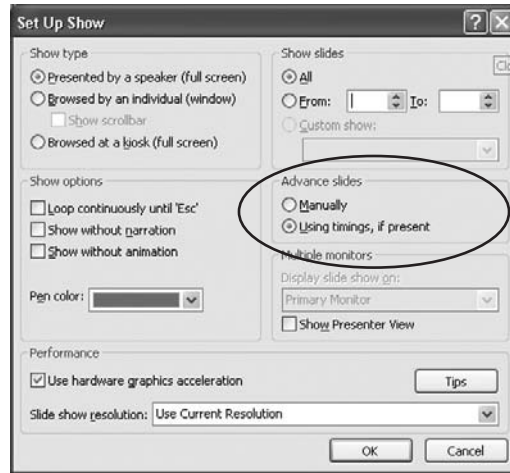 Set Up Show
Show type
Presented by a speaker (full screen)
Browsed by an individual (window)
Show scrollbar
Browsed at a kiosk (full screen)
Show slides
All
From: To:
Custom show:
Clo
Show options
Loop continuously until 'Esc'
Show without narration
Show without animation
Pen color:
Advance slides
Manually
Using timings, if present
Multiple monitors
Display slide show on:
Primary Monitor
Show Presenter View
Performance
Use hardware graphics acceleration
Tips
Slide show resolution: Use Current Resolution
OK Cancel